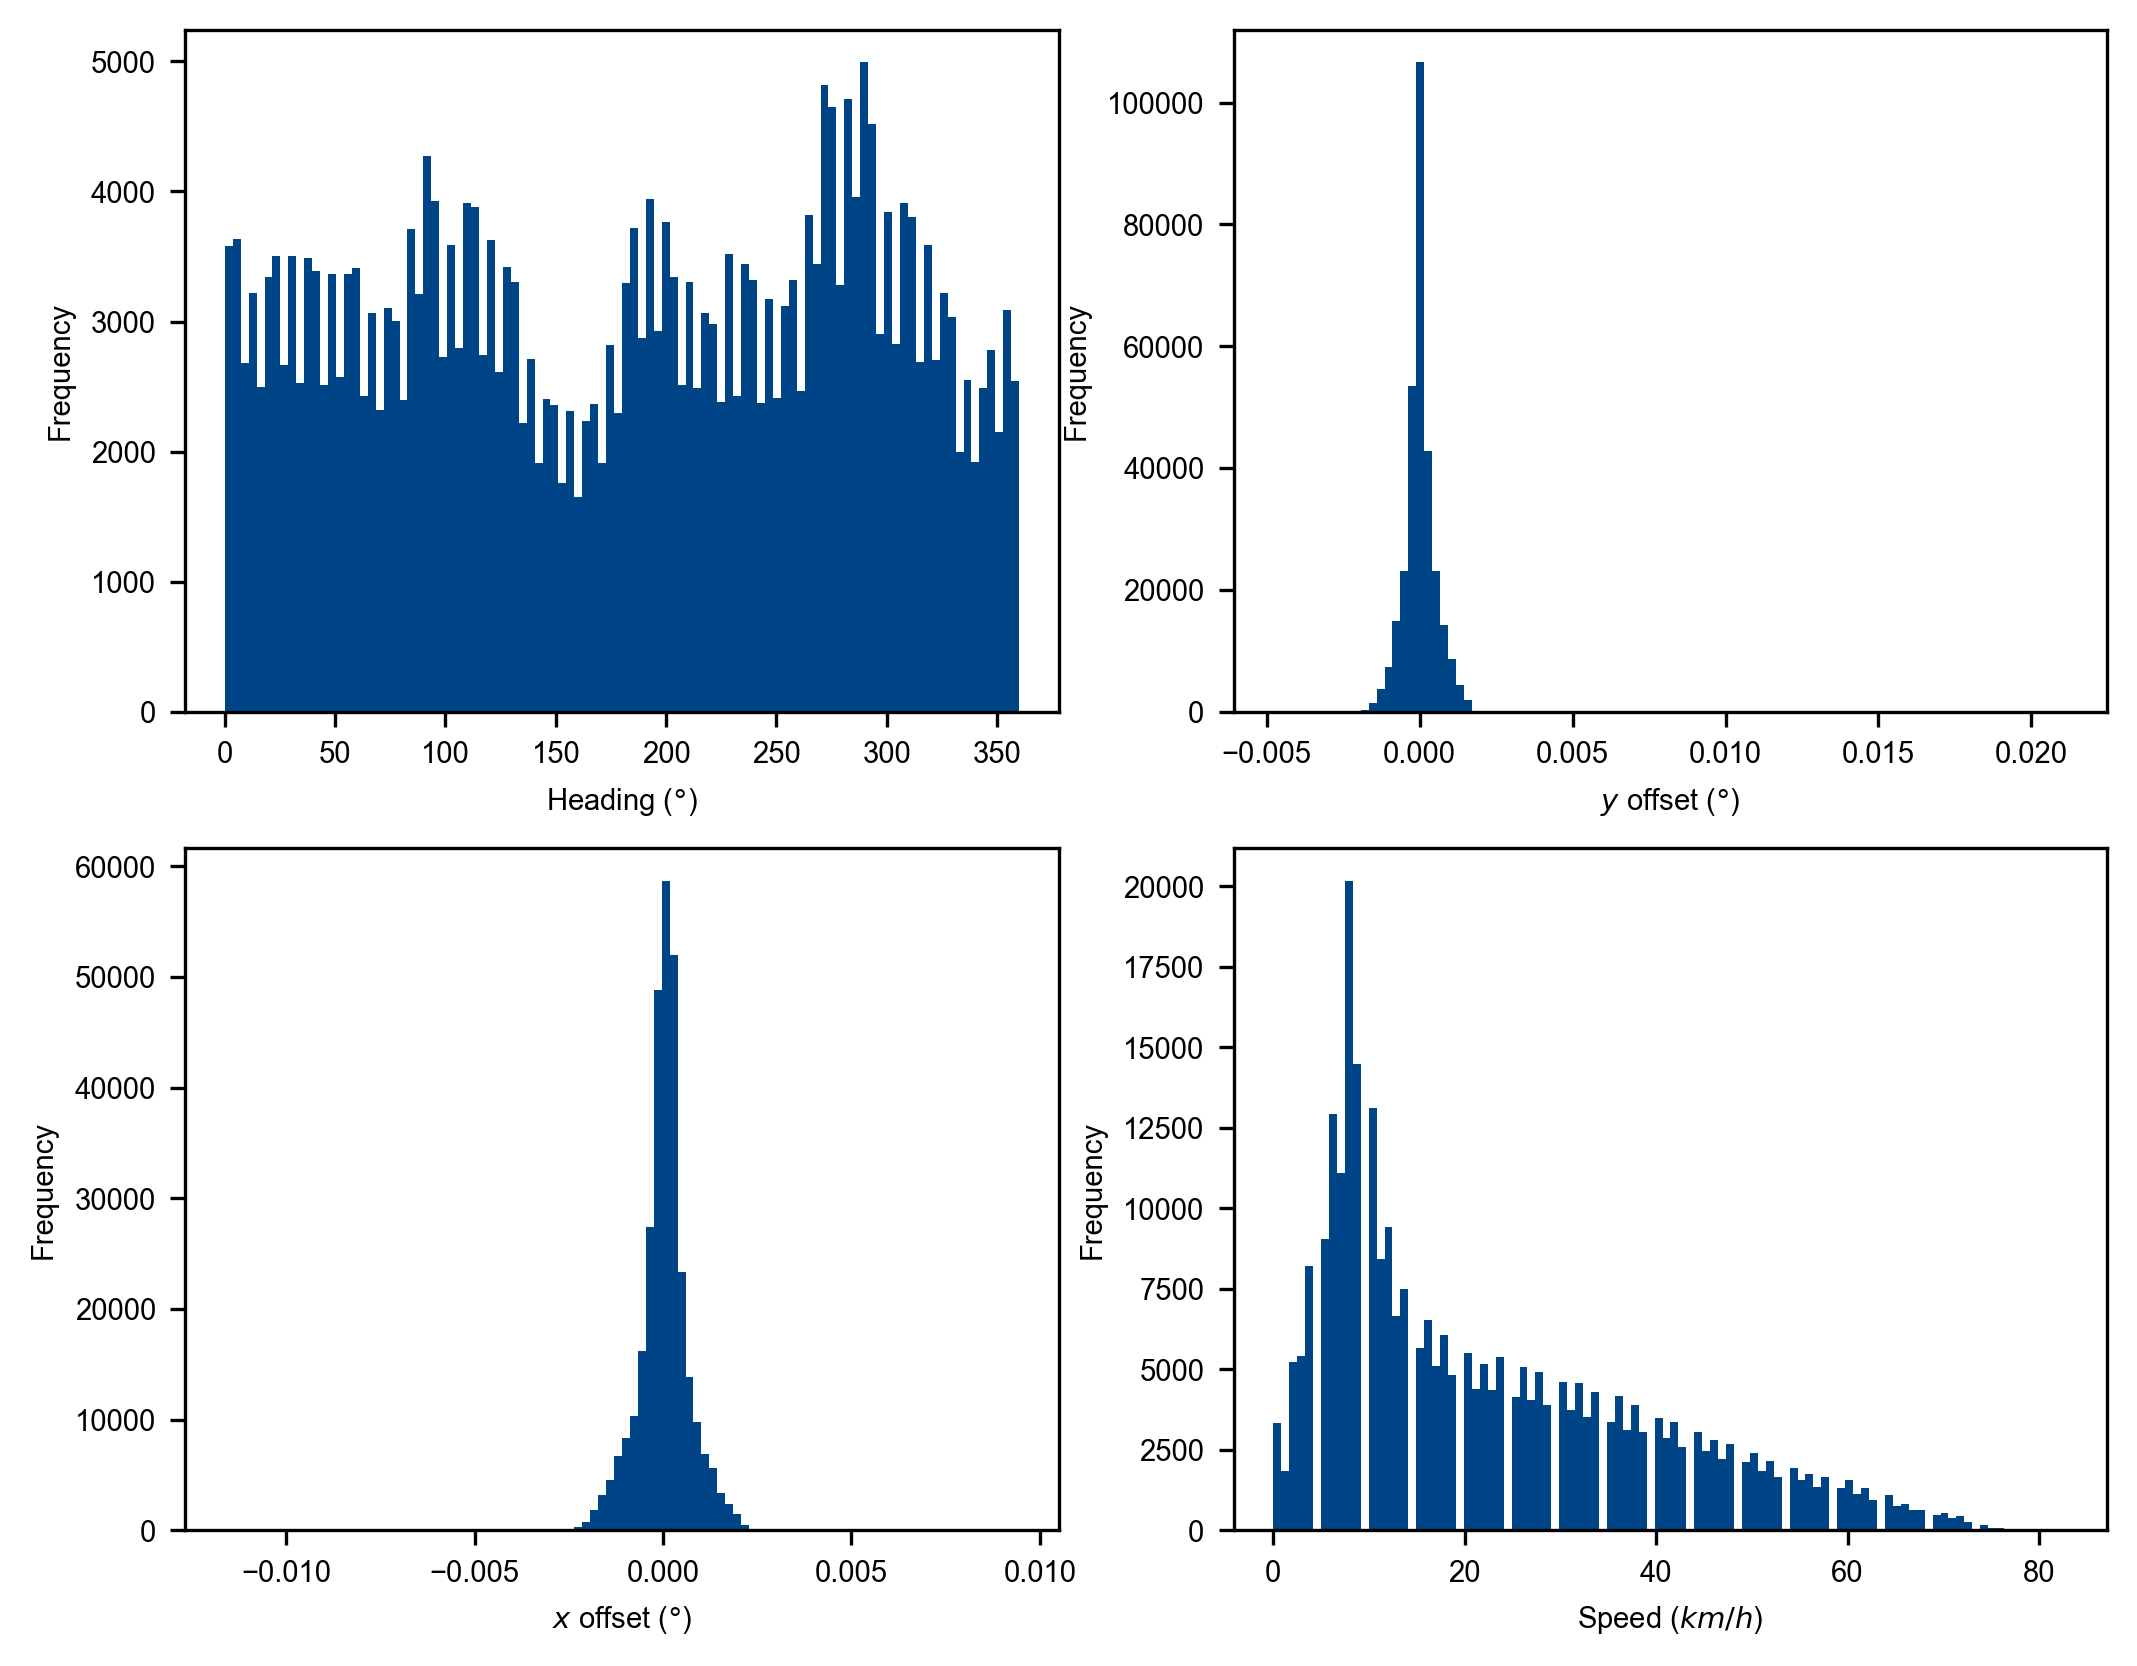 5000
4000
3000
2000
1000
0
Frequency
0 50 100 150 200 250 300 350
Heading (°)
100000
80000
60000
40000
20000
0
Frequency
−0.005 0.000 0.005 0.010 0.015 0.020
y offset (°)
60000
50000
40000
30000
20000
10000
0
Frequency
−0.010 −0.005 0.000 0.005 0.010
x offset (°)
20000
17500
15000
12500
10000
7500
5000
2500
0
Frequency
0 20 40 60 80
Speed (km/h)